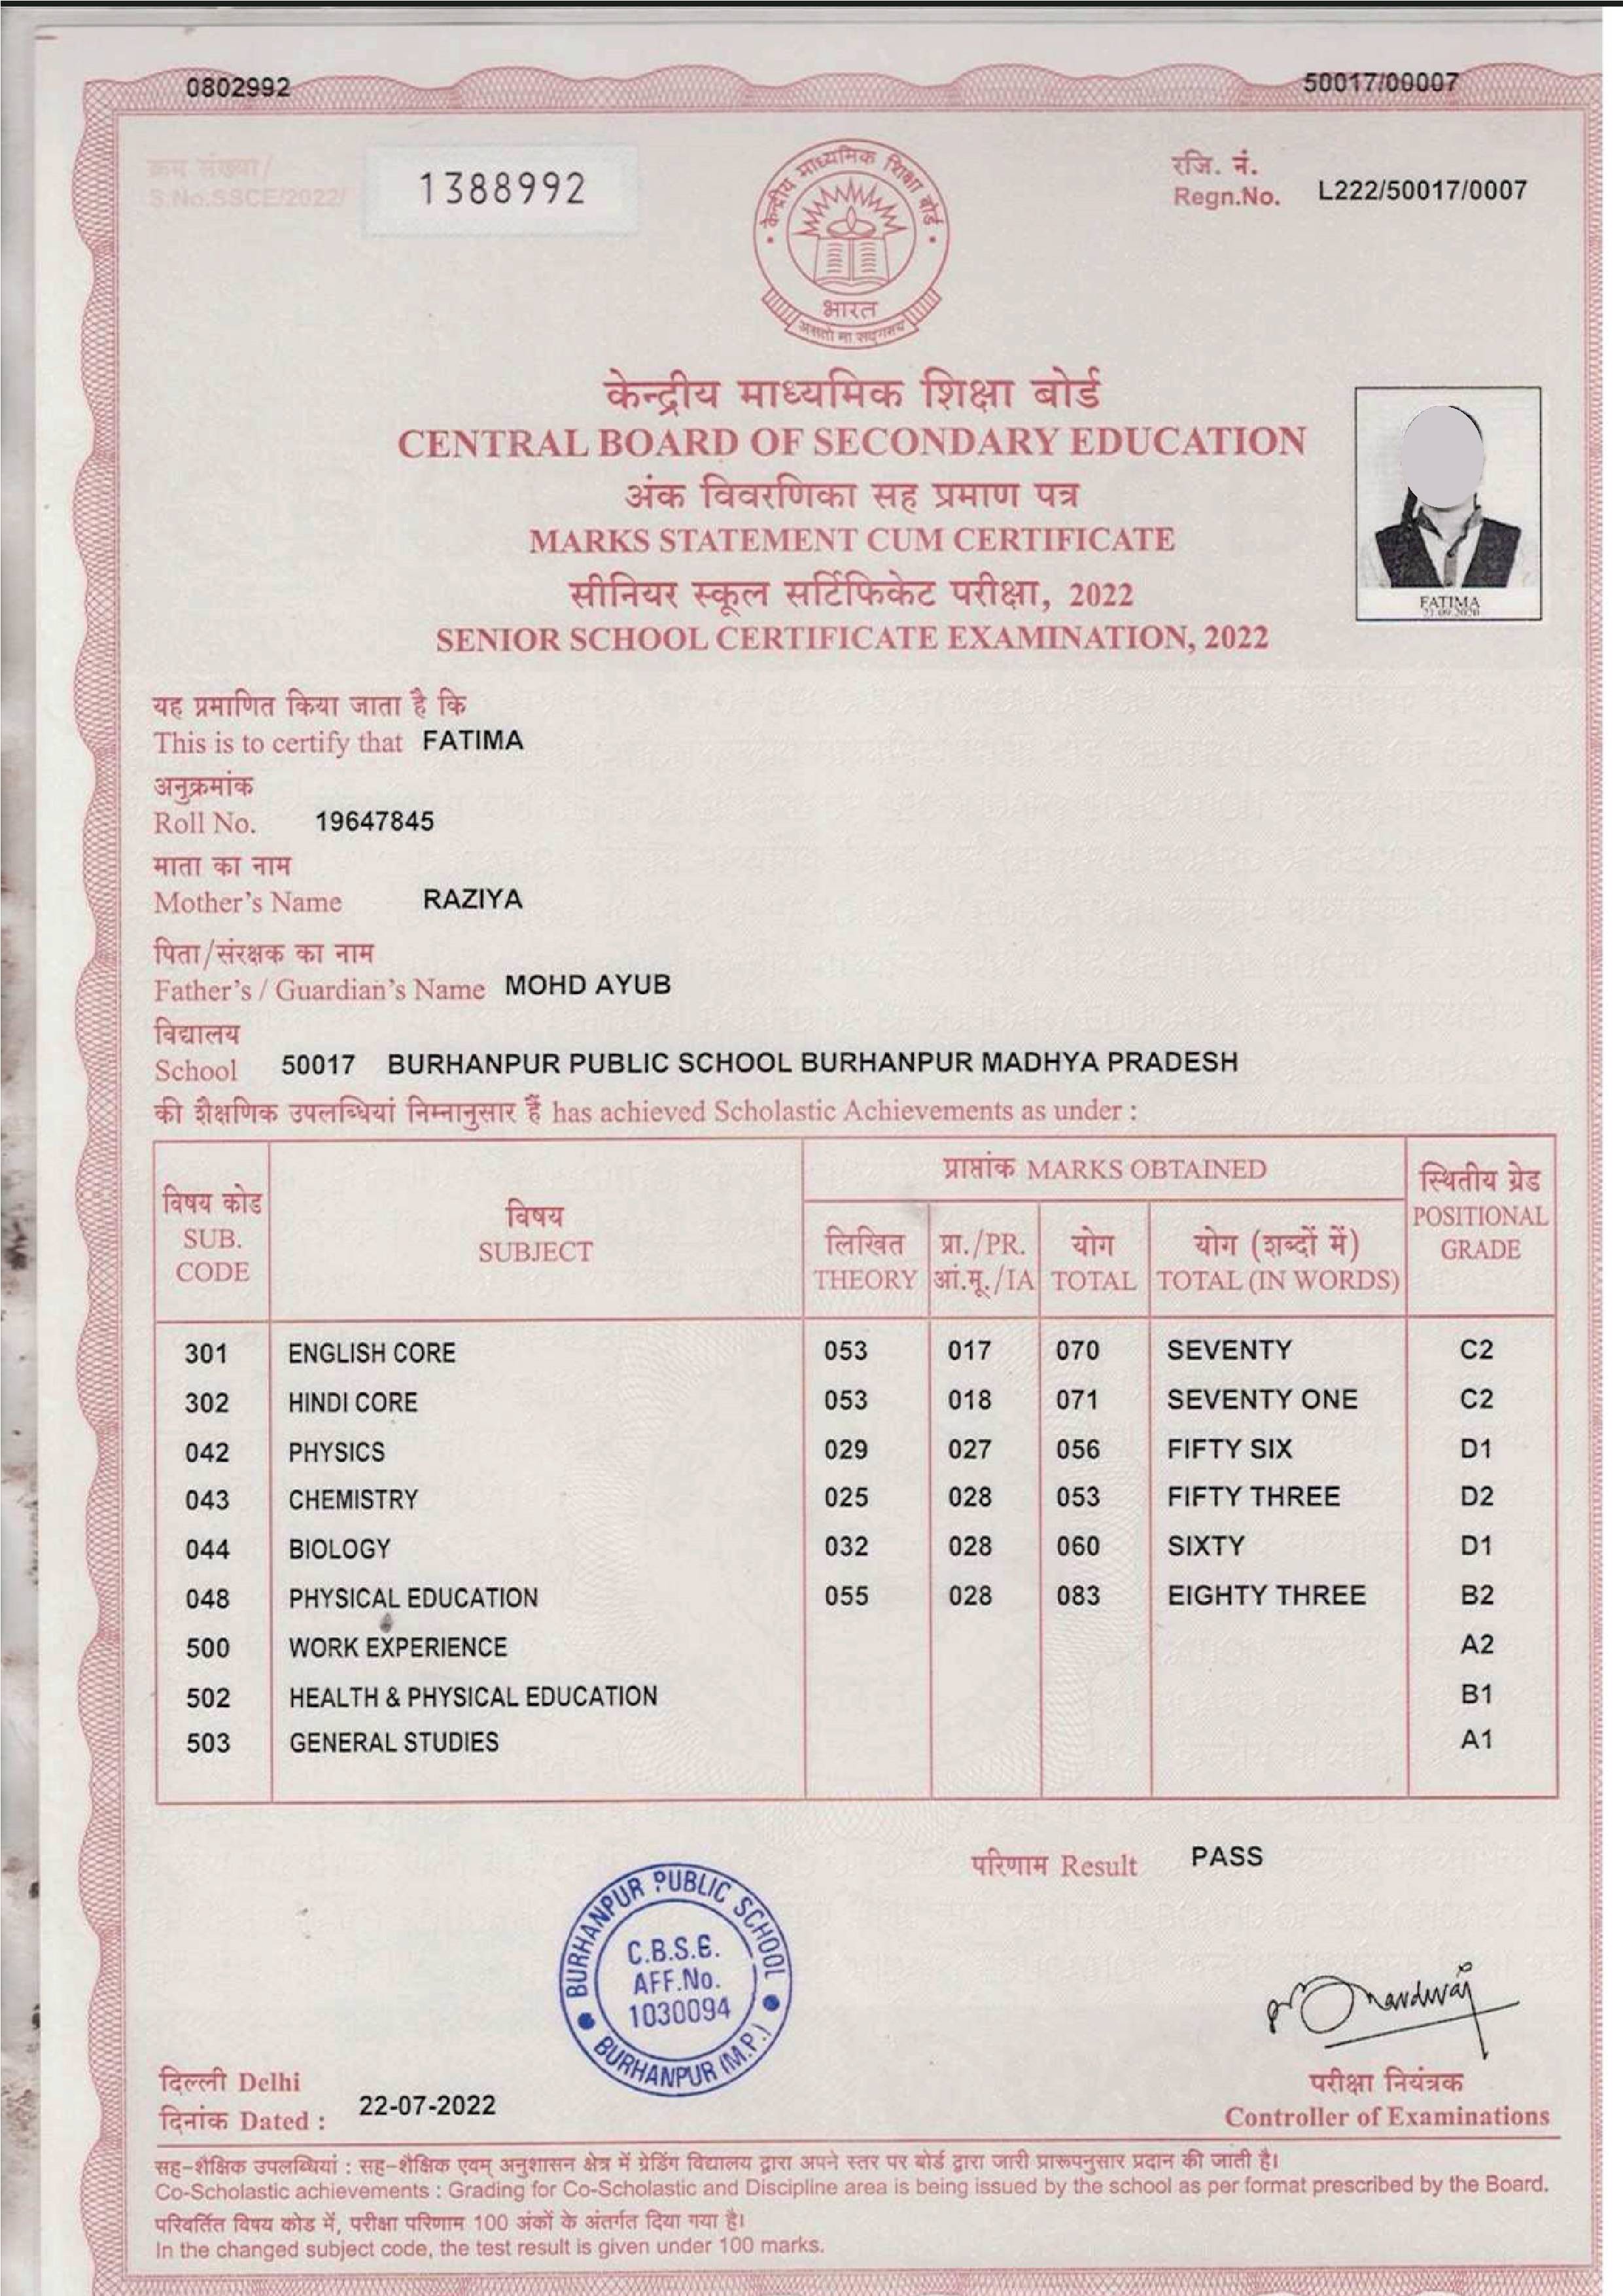 0802992
50017/09007
क्रम संख्या/
S.No.SSCE/2022/
1388992
केन्द्रीय माध्यमिक शिक्षा बोर्ड
भारत
असतो मा सद्गमय
रजि. नं.
Regn.No. L222/50017/0007
केन्द्रीय माध्यमिक शिक्षा बोर्ड
CENTRAL BOARD OF SECONDARY EDUCATION
अंक विवरणिका सह प्रमाण पत्र
MARKS STATEMENT CUM CERTIFICATE
सीनियर स्कूल सर्टिफिकेट परीक्षा, 2022
SENIOR SCHOOL CERTIFICATE EXAMINATION, 2022
FATIMA
यह प्रमाणित किया जाता है कि
This is to certify that FATIMA
अनुक्रमांक
Roll No. 19647845
माता का नाम
Mother's Name RAZIYA
पिता/संरक्षक का नाम
Father's / Guardian's Name MOHD AYUB
विद्यालय
School 50017 BURHANPUR PUBLIC SCHOOL BURHANPUR MADHYA PRADESH
की शैक्षणिक उपलब्धियां निम्नानुसार हैं has achieved Scholastic Achievements as under :
विषय कोड
SUB.
CODE
विषय
SUBJECT
प्राप्तांक MARKS OBTAINED
लिखित
THEORY
प्रा./PR.
आं.मू./IA
योग
TOTAL
योग (शब्दों में)
TOTAL (IN WORDS)
स्थितीय ग्रेड
POSITIONAL
GRADE
301 ENGLISH CORE 053 017 070 SEVENTY C2
302 HINDI CORE 053 018 071 SEVENTY ONE C2
042 PHYSICS 029 027 056 FIFTY SIX D1
043 CHEMISTRY 025 028 053 FIFTY THREE D2
044 BIOLOGY 032 028 060 SIXTY D1
048 PHYSICAL EDUCATION 055 028 083 EIGHTY THREE B2
500 WORK EXPERIENCE A2
502 HEALTH & PHYSICAL EDUCATION B1
503 GENERAL STUDIES A1
परिणाम Result PASS
BURHANPUR PUBLIC SCHOOL
C.B.S.E.
AFF.No.
1030094
BURHANPUR (M.P.)
दिल्ली Delhi
दिनांक Dated : 22-07-2022
परीक्षा नियंत्रक
Controller of Examinations
सह-शैक्षिक उपलब्धियां : सह-शैक्षिक एवम् अनुशासन क्षेत्र में ग्रेडिंग विद्यालय द्वारा अपने स्तर पर बोर्ड द्वारा जारी प्रारूपनुसार प्रदान की जाती है।
Co-Scholastic achievements : Grading for Co-Scholastic and Discipline area is being issued by the school as per format prescribed by the Board.
परिवर्तित विषय कोड में, परीक्षा परिणाम 100 अंकों के अंतर्गत दिया गया है।
In the changed subject code, the test result is given under 100 marks.